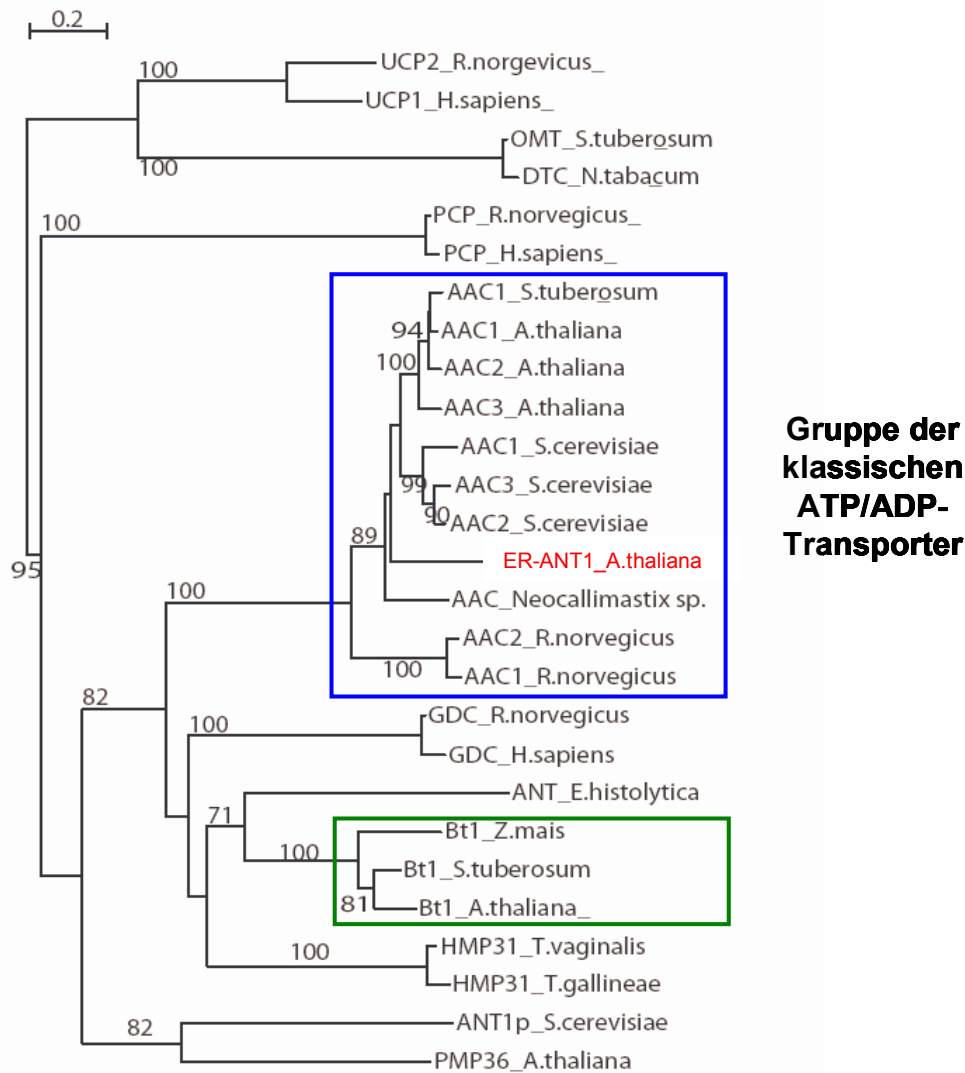 0.2
100
UCP2_R.norgevicus_
UCP1_H.sapiens_
OMT_S.tuberosum
100
DTC_N.tabacum
100
PCP_R.norvegicus_
PCP_H.sapiens_
AAC1_S.tuberosum
94
AAC1_A.thaliana
100
AAC2_A.thaliana
AAC3_A.thaliana
AAC1_S.cerevisiae
99
AAC3_S.cerevisiae
90
AAC2_S.cerevisiae
89
ER-ANT1_A.thaliana
95
100
AAC_Neocallimastix sp.
AAC2_R.norvegicus
100
AAC1_R.norvegicus
82
GDC_R.norvegicus
100
GDC_H.sapiens
ANT_E.histolytica
71
Bt1_Z.mais
100
Bt1_S.tuberosum
81
Bt1_A.thaliana_
HMP31_T.vaginalis
100
HMP31_T.gallineae
ANT1p_S.cerevisiae
82
PMP36_A.thaliana
Gruppe der
klassischen
ATP/ADP-
Transporter